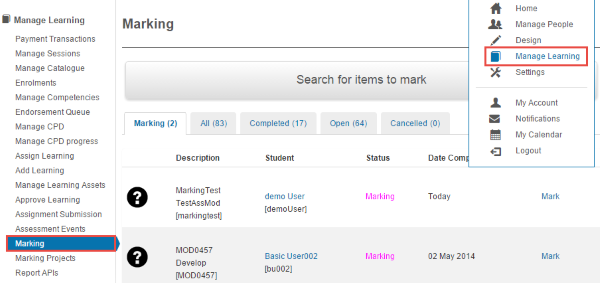 Manage Learning
Payment Transactions
Manage Sessions
Manage Catalogue
Enrolments
Manage Competencies
Endorsement Queue
Manage CPD
Manage CPD progress
Assign Learning
Add Learning
Manage Learning Assets
Approve Learning
Assignment Submission
Assessment Events
Marking
Marking Projects
Report APIs
Marking
Search for items to mark
Marking (2) All (83) Completed (17) Open (64) Cancelled (0)
Description Student Status Date Comp
MarkingTest
TestAssMod
[markingtest]
demo User
[demoUser]
Marking
Today
Mark
MOD0457
Develop
[MOD0457]
Basic User002
[bu002]
Marking
02 May 2014
Mark
Home
Manage People
Design
Manage Learning
Settings
My Account
Notifications
My Calendar
Logout